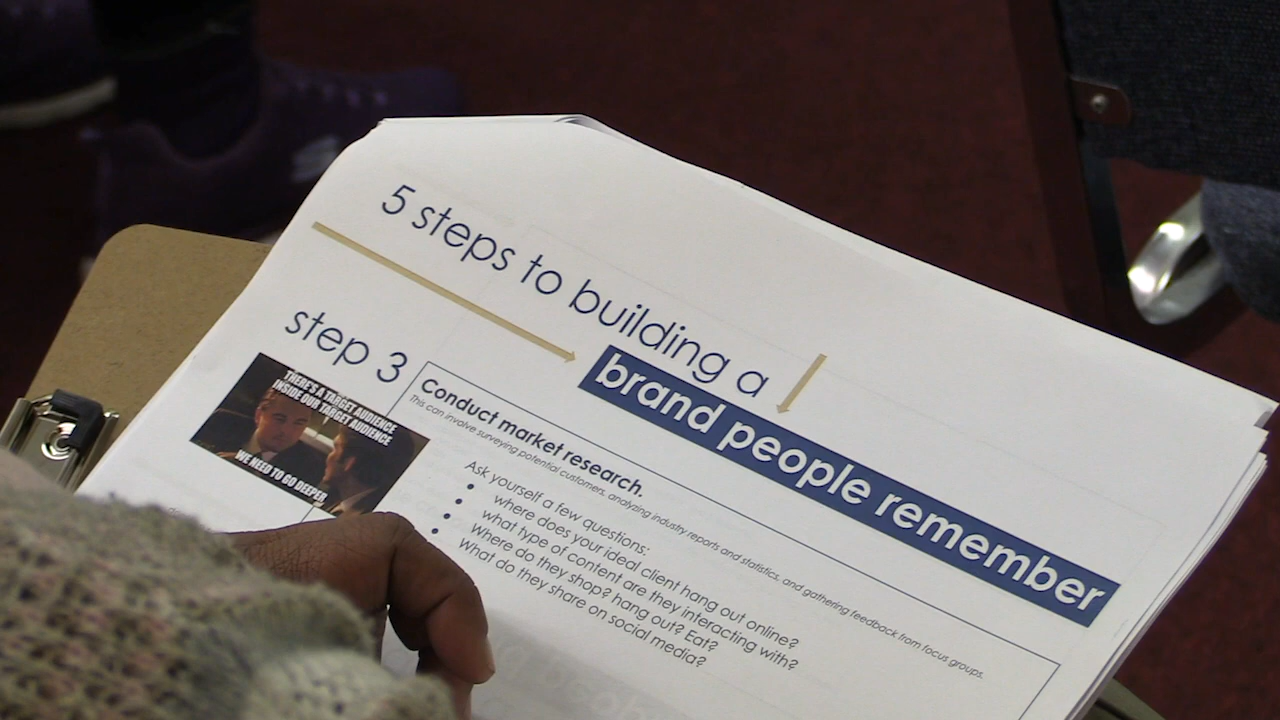 5 steps to building a
brand people remember
step 3
THERE'S A TARGET AUDIENCE
INSIDE OUR TARGET AUDIENCE
WE NEED TO GO DEEPER
Conduct market research.
This can involve surveying potential customers, analyzing industry reports and statistics, and gathering feedback from focus groups.
Ask yourself a few questions:
• where does your ideal client hang out online?
• what type of content are they interacting with?
• Where do they shop? hang out? Eat?
• What do they share on social media?